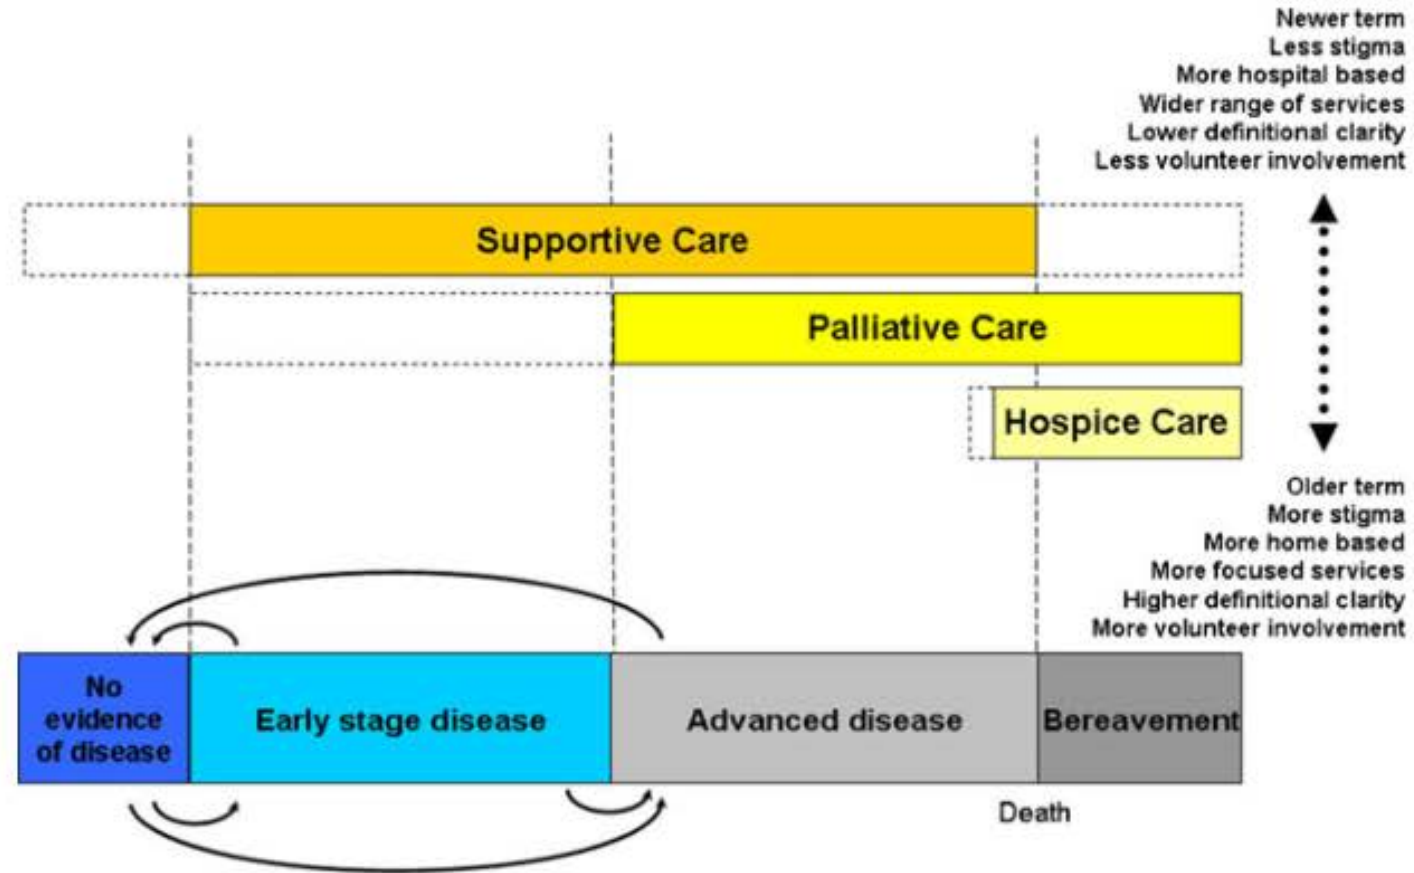 Newer term
Less stigma
More hospital based
Wider range of services
Lower definitional clarity
Less volunteer involvement
Supportive Care
Palliative Care
Hospice Care
Older term
More stigma
More home based
More focused services
Higher definitional clarity
More volunteer involvement
No
evidence
of disease
Early stage disease
Advanced disease
Bereavement
Death